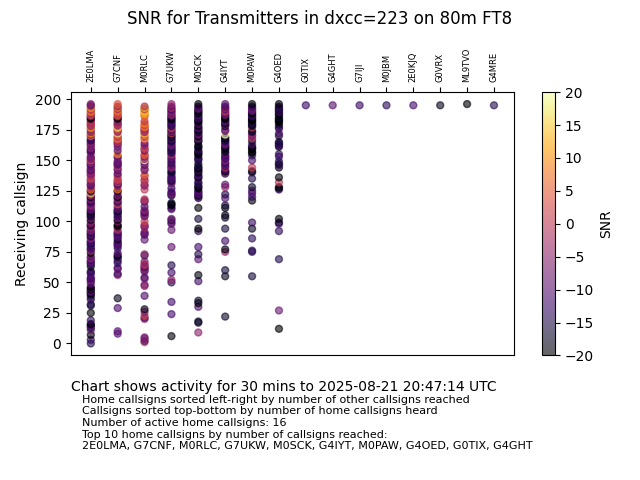 SNR for Transmitters in dxcc=223 on 80m FT8
2E0LMA
G7CNF
M0RLC
G7UKW
M0SCK
G4IYT
M0PAW
G4OED
G0TIX
G4GHT
G7IJI
M0JBM
2E0KJQ
G0VRX
ML9TVO
G4MRE
Receiving callsign
200
175
150
125
100
75
50
25
0
20
15
10
5
0
−5
−10
−15
−20
SNR
Chart shows activity for 30 mins to 2025-08-21 20:47:14 UTC
Home callsigns sorted left-right by number of other callsigns reached
Callsigns sorted top-bottom by number of home callsigns heard
Number of active home callsigns: 16
Top 10 home callsigns by number of callsigns reached:
2E0LMA, G7CNF, M0RLC, G7UKW, M0SCK, G4IYT, M0PAW, G4OED, G0TIX, G4GHT